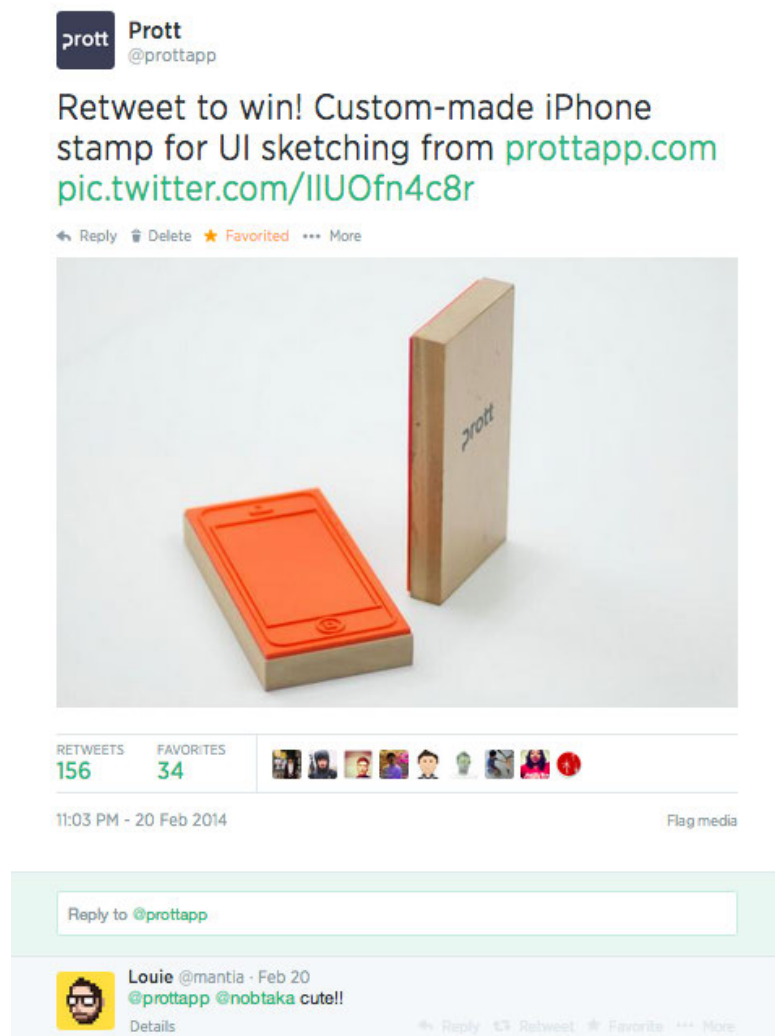 prott
Prott
@prottapp
Retweet to win! Custom-made iPhone
stamp for UI sketching from prottapp.com
pic.twitter.com/IIUOfn4c8r
Reply Delete Favorited More
prott
RETWEETS FAVORITES
156 34
11:03 PM - 20 Feb 2014 Flag media
Reply to @prottapp
Louie @mantia · Feb 20
@prottapp @nobtaka cute!!
Details Reply Retweet Favorite More